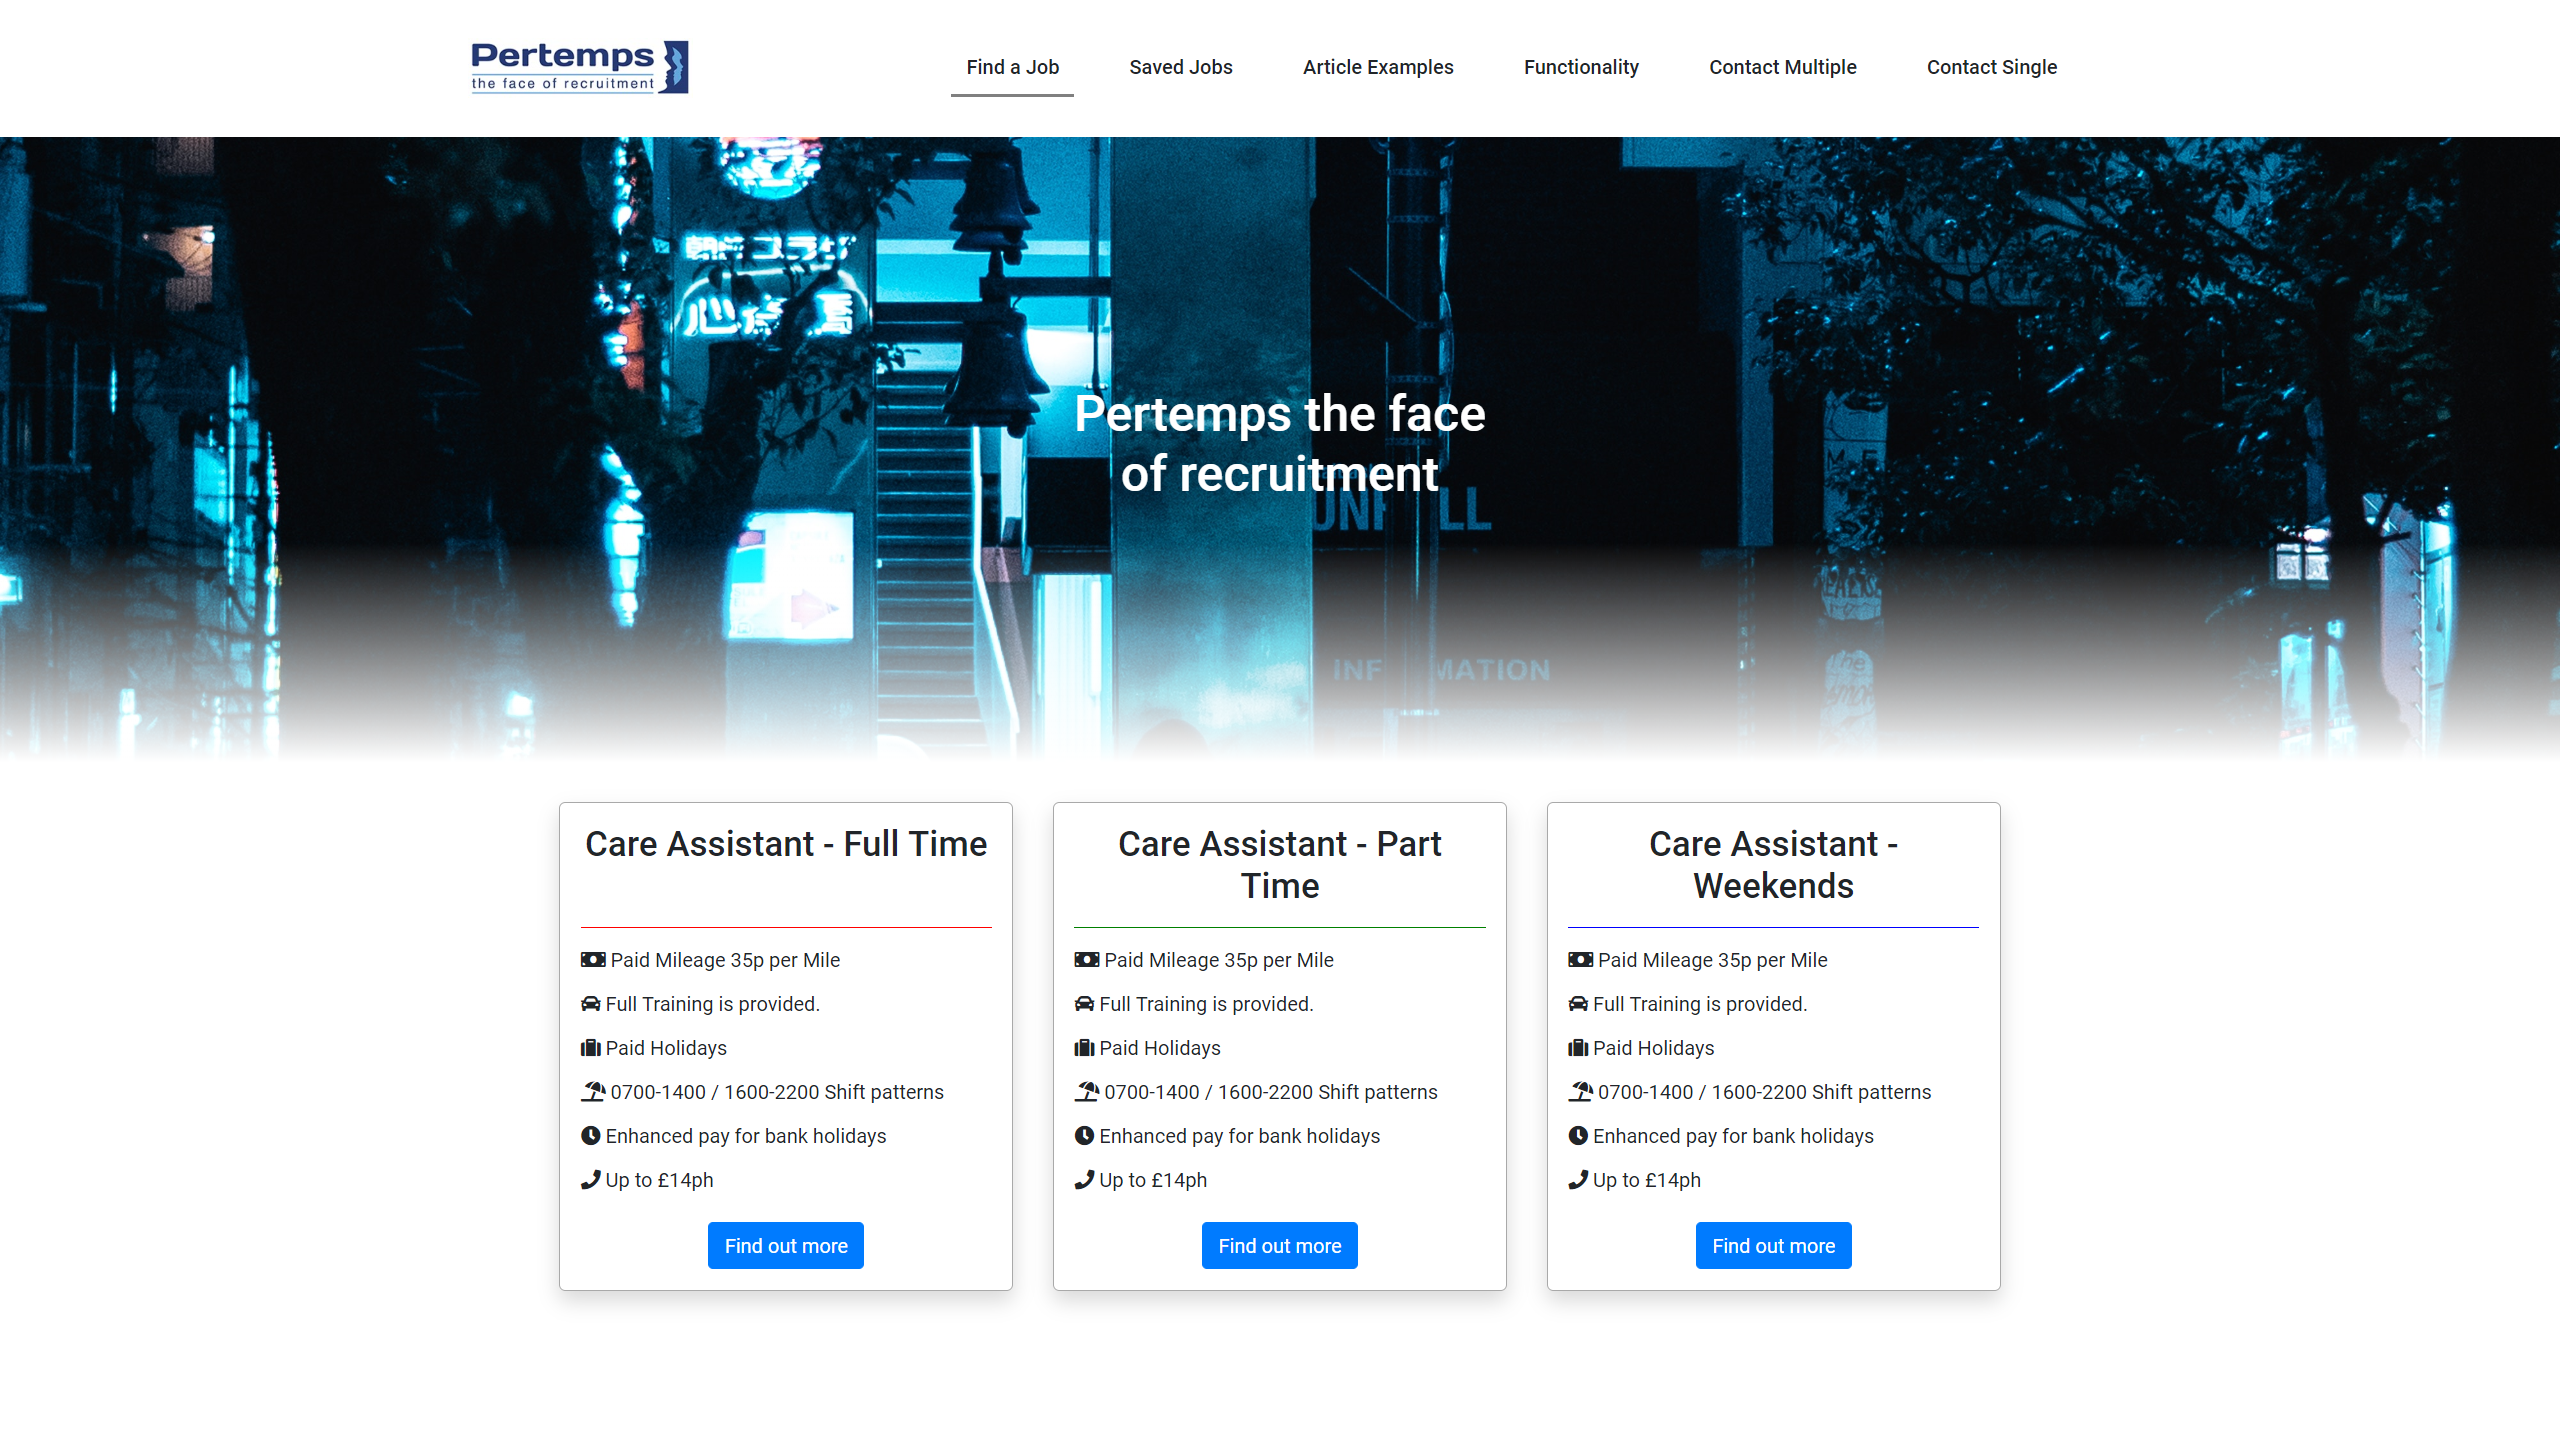 Pertemps
the face of recruitment
Find a Job
Saved Jobs
Article Examples
Functionality
Contact Multiple
Contact Single
Pertemps the face
of recruitment
Care Assistant - Full Time
Paid Mileage 35p per Mile
Full Training is provided.
Paid Holidays
0700-1400 / 1600-2200 Shift patterns
Enhanced pay for bank holidays
Up to £14ph
Find out more
Care Assistant - Part
Time
Paid Mileage 35p per Mile
Full Training is provided.
Paid Holidays
0700-1400 / 1600-2200 Shift patterns
Enhanced pay for bank holidays
Up to £14ph
Find out more
Care Assistant -
Weekends
Paid Mileage 35p per Mile
Full Training is provided.
Paid Holidays
0700-1400 / 1600-2200 Shift patterns
Enhanced pay for bank holidays
Up to £14ph
Find out more